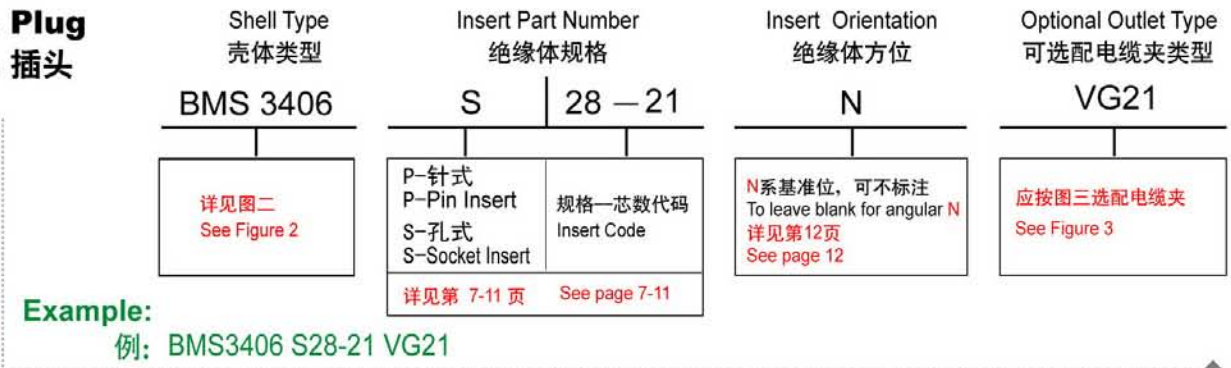 Plug
插头
Shell Type
壳体类型
Insert Part Number
绝缘体规格
Insert Orientation
绝缘体方位
Optional Outlet Type
可选配电缆夹类型
BMS 3406
S
28 — 21
N
VG21
详见图二
See Figure 2
P-针式
P-Pin Insert
S-孔式
S-Socket Insert
规格—芯数代码
Insert Code
详见第 7-11 页 See page 7-11
N系基准位，可不标注
To leave blank for angular N
详见第12页
See page 12
应按图三选配电缆夹
See Figure 3
Example:
例: BMS3406 S28-21 VG21